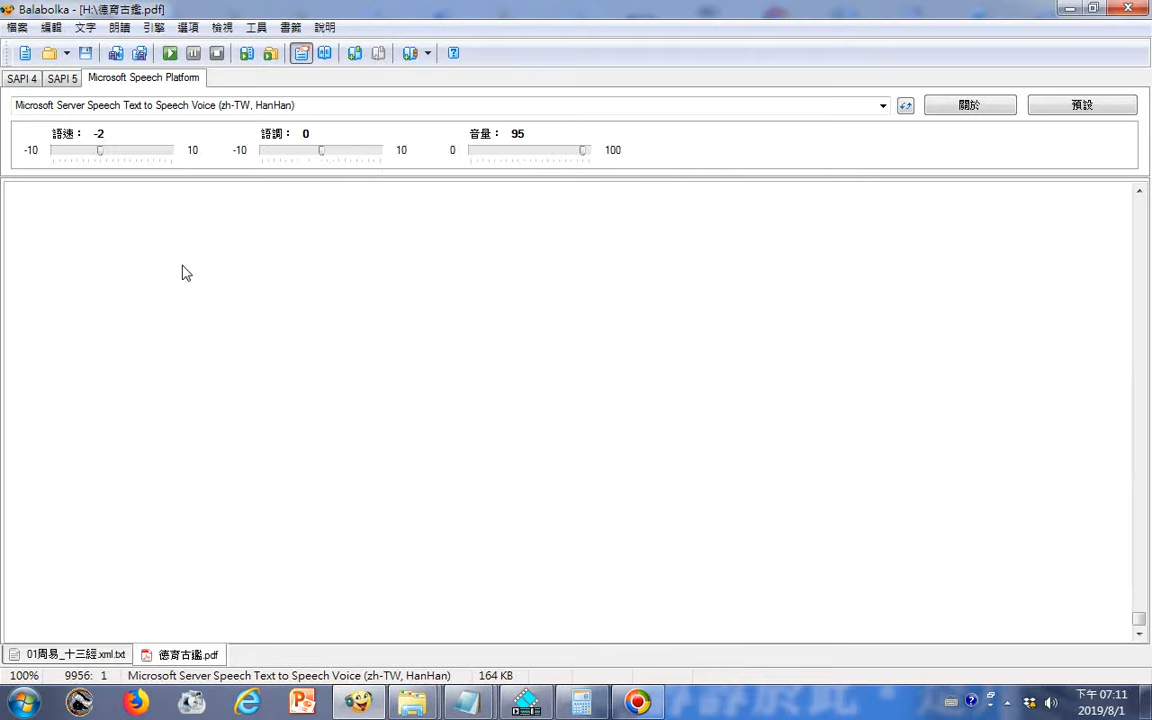 Balabolka - [H:\德育古鑑.pdf]
檔案 編輯 文字 朗讀 引擎 選項 檢視 工具 書籤 說明
SAPI 4 SAPI 5 Microsoft Speech Platform
Microsoft Server Speech Text to Speech Voice (zh-TW, HanHan) 關於 預設
語速： -2 語調： 0 音量： 95
-10 10 -10 10 0 100
01周易_十三經.xml.txt 德育古鑑.pdf
100% 9956: 1 Microsoft Server Speech Text to Speech Voice (zh-TW, HanHan) 164 KB
下午 07:11
2019/8/1